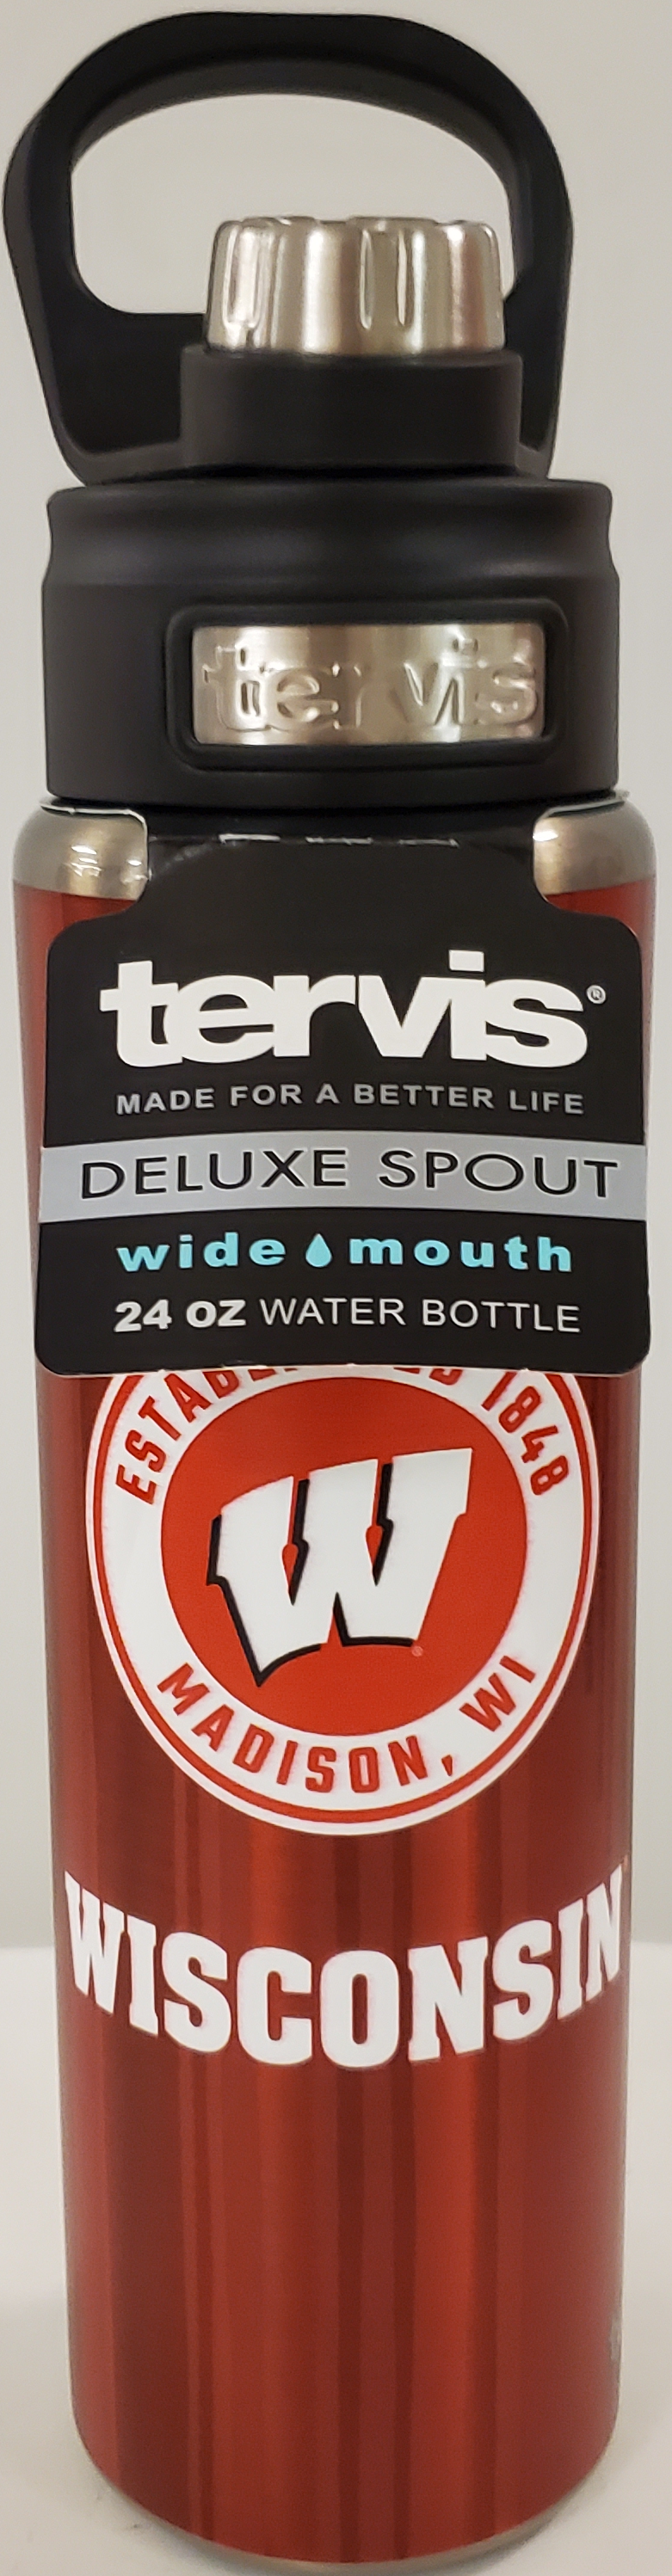 tervis
tervis®
MADE FOR A BETTER LIFE
DELUXE SPOUT
wide mouth
24 OZ WATER BOTTLE
1848
W
MADISON, WI
WISCONSIN